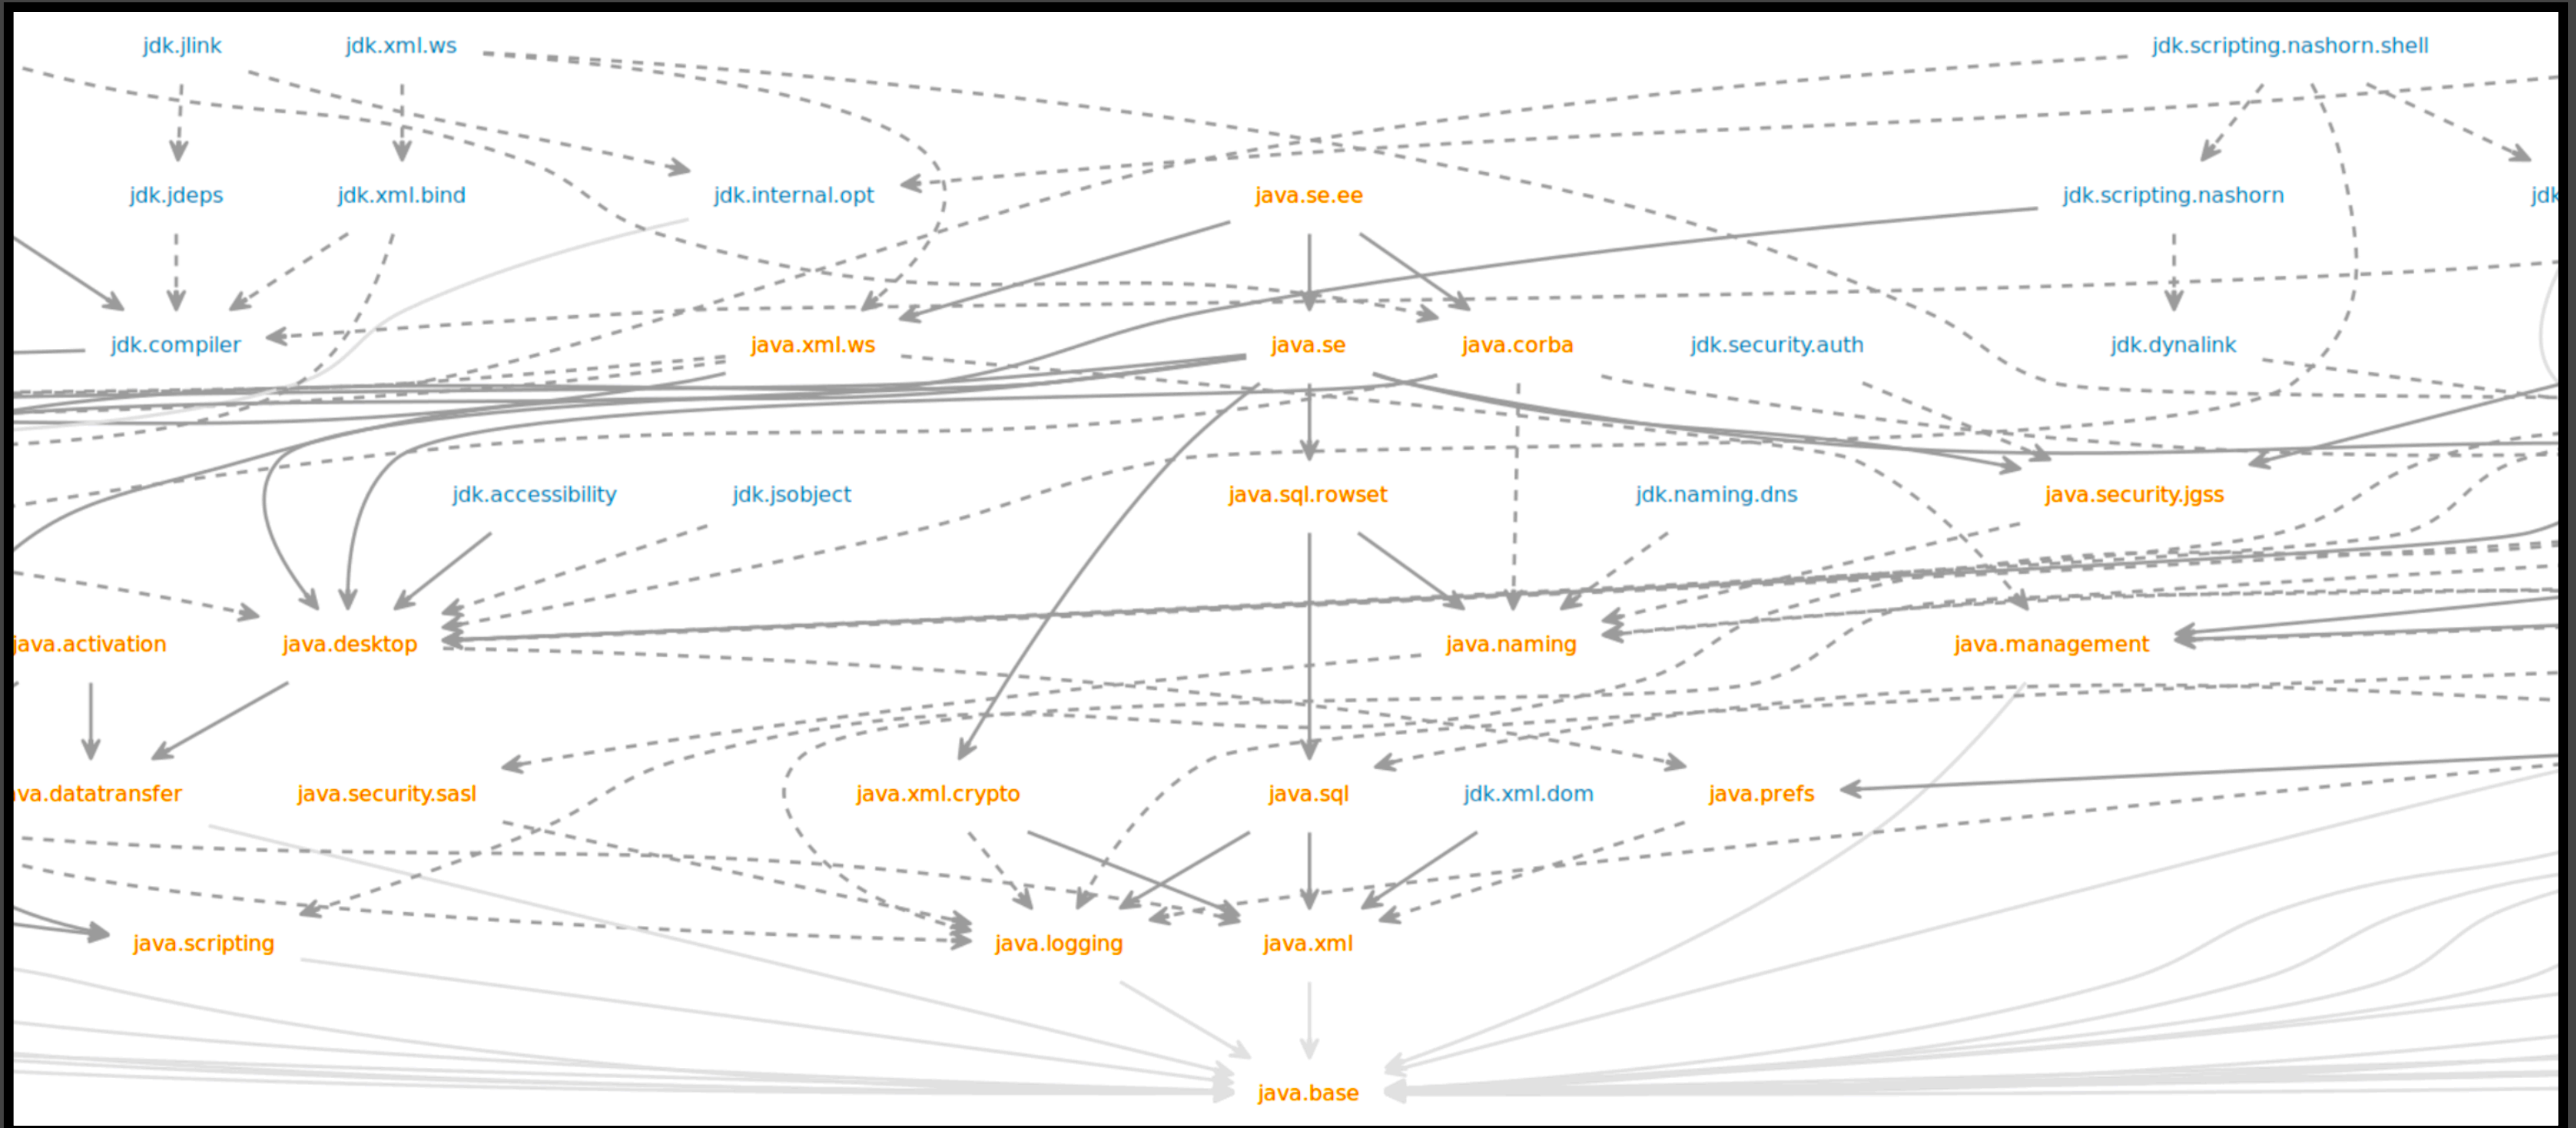 jdk.jlink
jdk.xml.ws
jdk.scripting.nashorn.shell
jdk.jdeps
jdk.xml.bind
jdk.internal.opt
java.se.ee
jdk.scripting.nashorn
jdk
jdk.compiler
java.xml.ws
java.se
java.corba
jdk.security.auth
jdk.dynalink
jdk.accessibility
jdk.jsobject
java.sql.rowset
jdk.naming.dns
java.security.jgss
java.activation
java.desktop
java.naming
java.management
ava.datatransfer
java.security.sasl
java.xml.crypto
java.sql
jdk.xml.dom
java.prefs
java.scripting
java.logging
java.xml
java.base